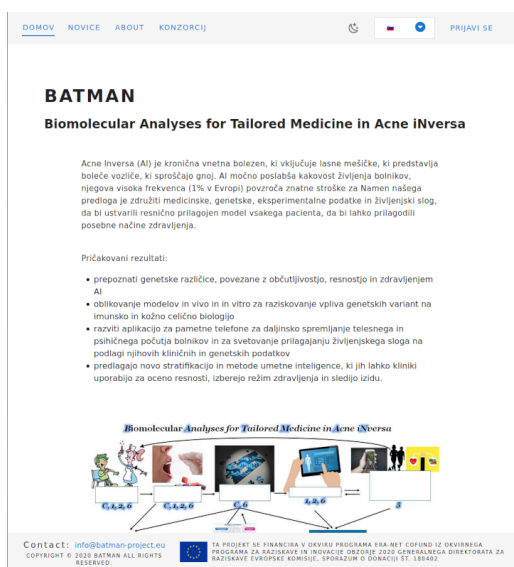 DOMOV NOVICE ABOUT KONZORCIJ PRIJAVI SE
BATMAN
Biomolecular Analyses for Tailored Medicine in Acne iNversa
Acne Inversa (AI) je kronična vnetna bolezen, ki vključuje lasne mešičke, ki predstavlja
boleče vozliče, ki sproščajo gnoj. AI močno poslabša kakovost življenja bolnikov,
njegova visoka frekvenca (1% v Evropi) povzroča znatne stroške za Namen našega
predloga je združiti medicinske, genetske, eksperimentalne podatke in življenjski slog,
da bi ustvarili resnično prilagojen model vsakega pacienta, da bi lahko prilagodili
posebne načine zdravljenja.
Pričakovani rezultati:
• prepoznati genetske različice, povezane z občutljivostjo, resnostjo in zdravljenjem
AI
• oblikovanje modelov in vivo in in vitro za raziskovanje vpliva genetskih variant na
imunsko in kožno celično biologijo
• razviti aplikacijo za pametne telefone za daljinsko spremljanje telesnega in
psihičnega počutja bolnikov in za svetovanje prilagajanju življenjskega sloga na
podlagi njihovih kliničnih in genetskih podatkov
• predlagajo novo stratifikacijo in metode umetne inteligence, ki jih lahko kliniki
uporabijo za oceno resnosti, izberejo režim zdravljenja in sledijo izidu.
Biomolecular Analyses for Tailored Medicine in Acne iNversa
C, 1, 2, 6 C, 1, 2, 6 C, 6 1, 2, 6 5
Contact: info@batman-project.eu
COPYRIGHT © 2020 BATMAN ALL RIGHTS
RESERVED.
TA PROJEKT SE FINANCIRA V OKVIRU PROGRAMA ERA-NET COFUND IZ OKVIRNEGA
PROGRAMA ZA RAZISKAVE IN INOVACIJE OBZORJE 2020 GENERALNEGA DIREKTORATA ZA
RAZISKAVE EVROPSKE KOMISIJE, SPORAZUM O DONACIJI ŠT. 180402